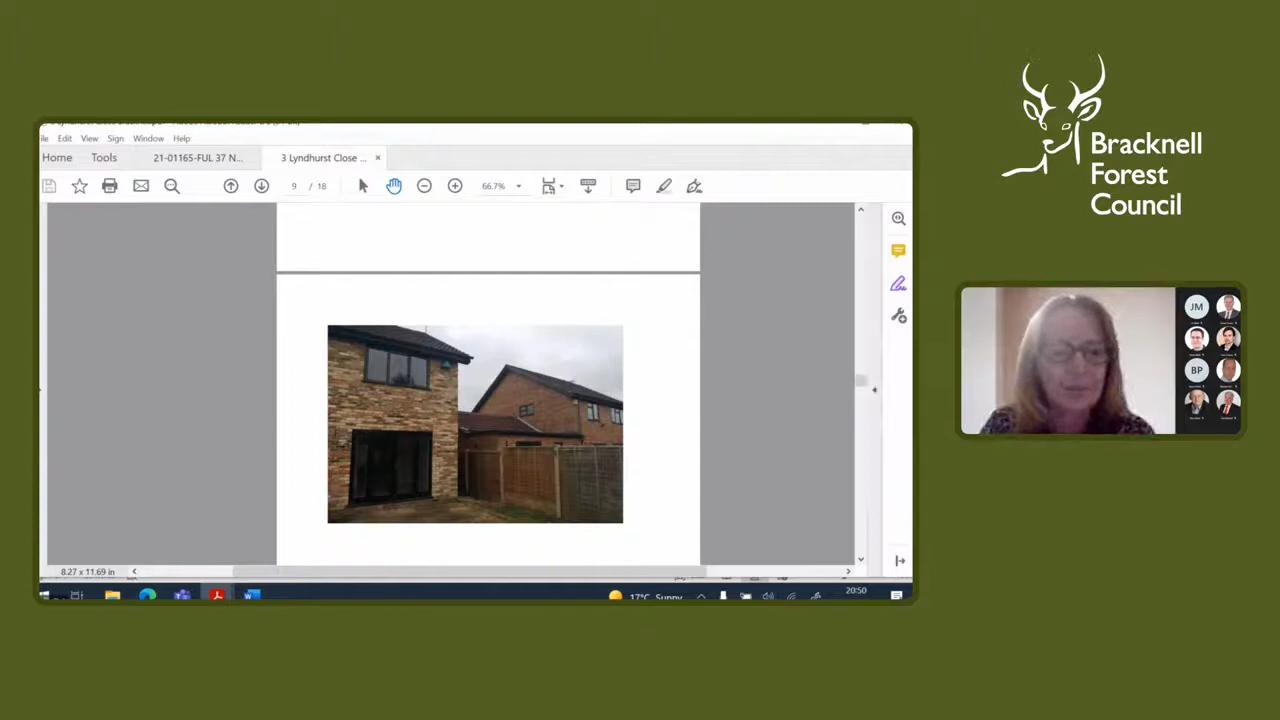 Edit View Sign Window Help
Home Tools 21-01165-FUL 37 N... 3 Lyndhurst Close ... ×
9 / 18 66.7%
8.27 x 11.69 in
17°C Sunny 20:50
Bracknell
Forest
Council
JM
BP